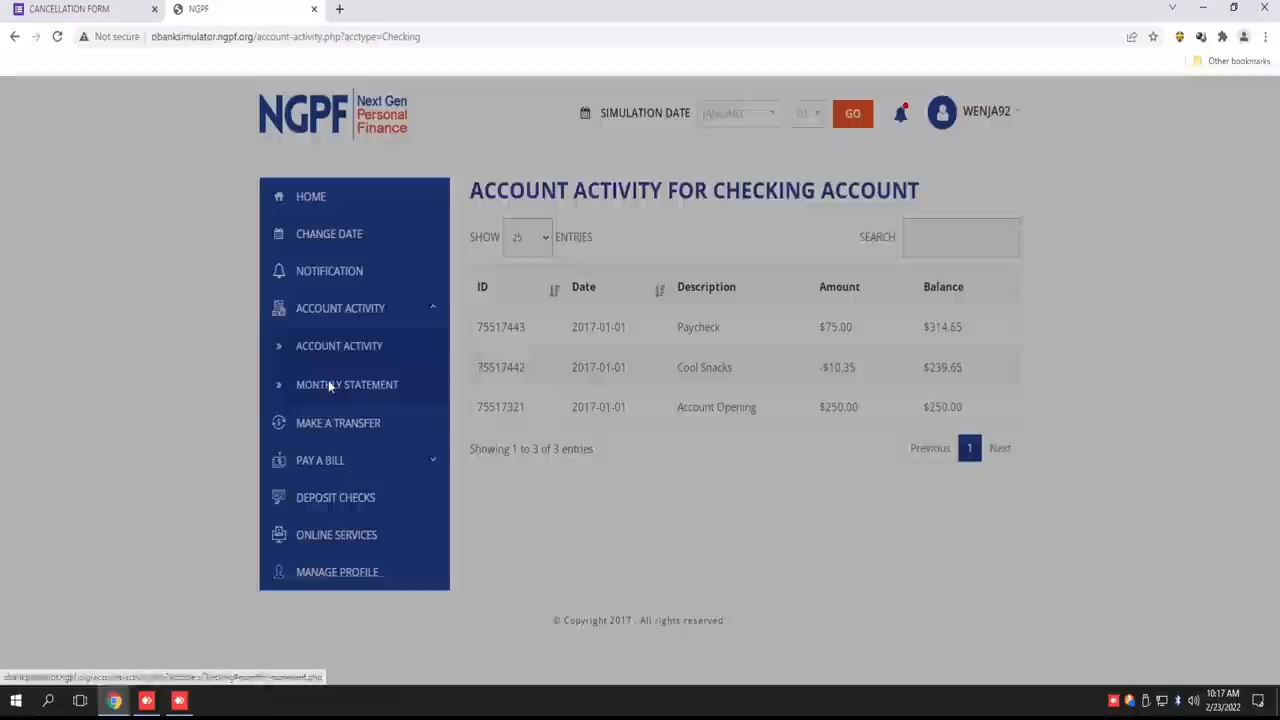 CANCELLATION FORM
NGPF
Not secure
obanksimulator.ngpf.org/account-activity.php?acctype=Checking
Other bookmarks
NGPF Next Gen
Personal
Finance
SIMULATION DATE JANUARY 01 GO WENJA92
HOME
CHANGE DATE
NOTIFICATION
ACCOUNT ACTIVITY
ACCOUNT ACTIVITY
MONTHLY STATEMENT
MAKE A TRANSFER
PAY A BILL
DEPOSIT CHECKS
ONLINE SERVICES
MANAGE PROFILE
ACCOUNT ACTIVITY FOR CHECKING ACCOUNT
SHOW 25 ENTRIES SEARCH
ID Date Description Amount Balance
75517443 2017-01-01 Paycheck $75.00 $314.65
75517442 2017-01-01 Cool Snacks -$10.35 $239.65
75517321 2017-01-01 Account Opening $250.00 $250.00
Showing 1 to 3 of 3 entries Previous 1 Next
© Copyright 2017 . All rights reserved
10:17 AM
2/23/2022